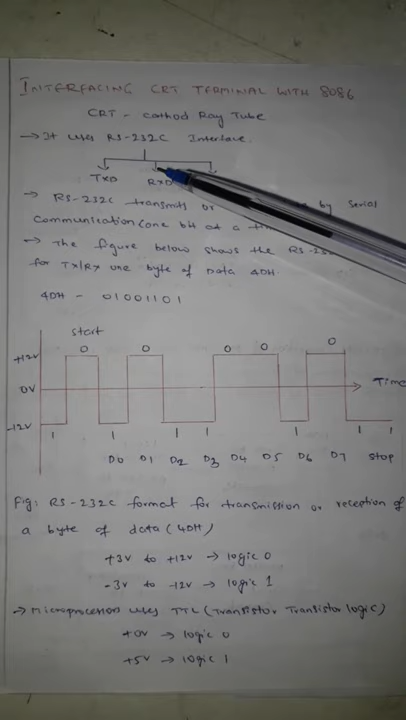 INTERFACING CRT TERMINAL WITH 8086
CRT - Cathod Ray Tube
→ It uses RS-232C Interface.
TXD RXD
→ RS-232C transmits or by serial
communication (one bit at a
→ The figure below shows the RS-23
for Tx/Rx one byte of Data 4DH.
4DH - 01001101
start
+12V 0 0 0 0 0
0V Time
-12V 1 1 1 1 1 1 1
D0 D1 D2 D3 D4 D5 D6 D7 stop
Fig: RS-232C format for transmission or reception of
a byte of data (4DH)
+3V to +12V → logic 0
-3V to -12V → logic 1
→ Microprocessors uses TTL (Transistor Transistor logic)
+0V → logic 0
+5V → logic 1